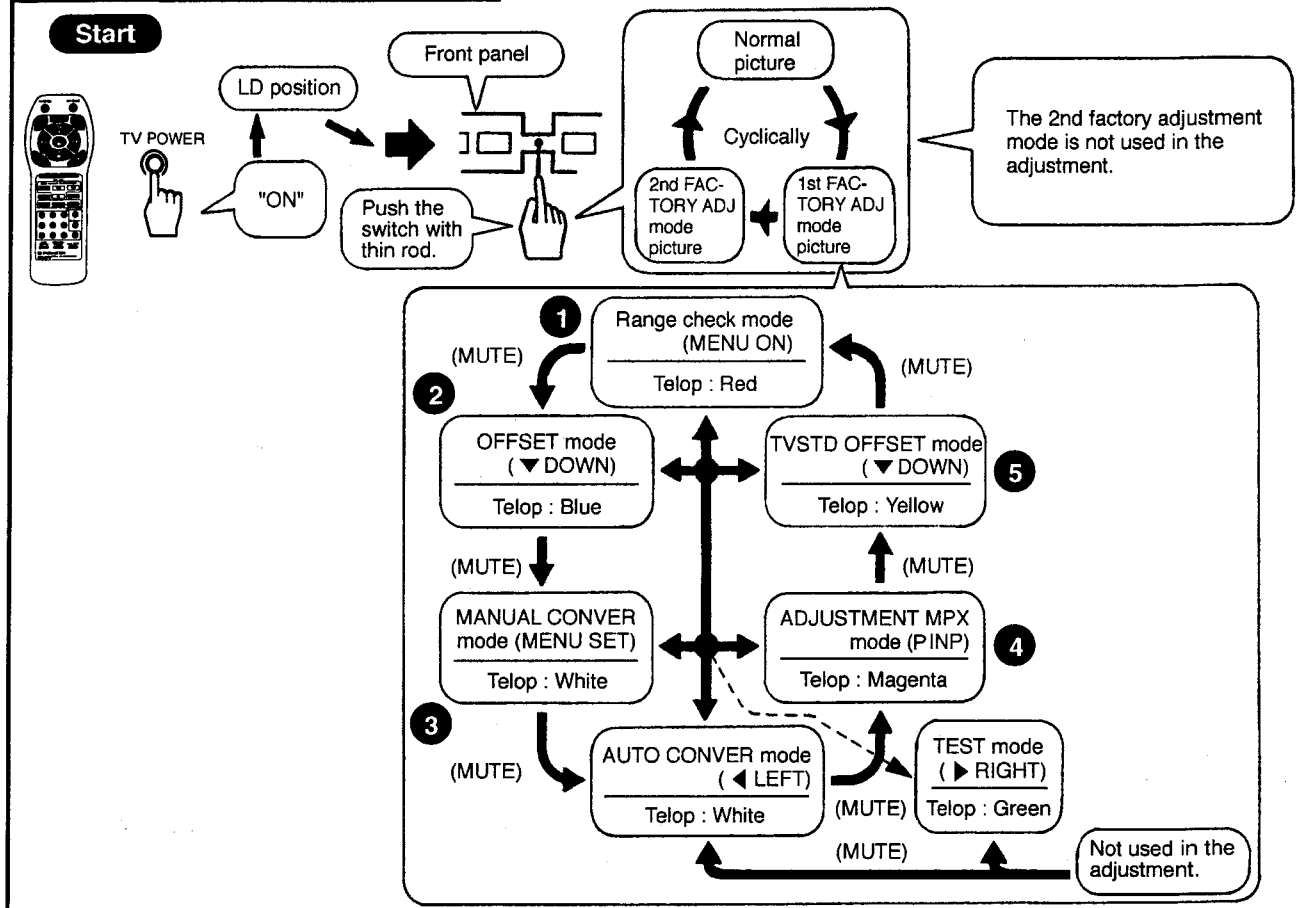 Start
TV POWER
"ON"
LD position
Front panel
Push the
switch with
thin rod.
Normal
picture
Cyclically
2nd FAC-
TORY ADJ
mode
picture
1st FAC-
TORY ADJ
mode
picture
The 2nd factory adjustment
mode is not used in the
adjustment.
1
Range check mode
(MENU ON)
Telop : Red
(MUTE)
(MUTE)
2
OFFSET mode
( ▼ DOWN)
Telop : Blue
TVSTD OFFSET mode
( ▼ DOWN)
Telop : Yellow
5
(MUTE)
(MUTE)
MANUAL CONVER
mode (MENU SET)
Telop : White
3
ADJUSTMENT MPX
mode (PINP)
Telop : Magenta
4
(MUTE)
AUTO CONVER mode
( ◀ LEFT)
Telop : White
(MUTE)
TEST mode
( ▶ RIGHT)
Telop : Green
(MUTE)
Not used in the
adjustment.